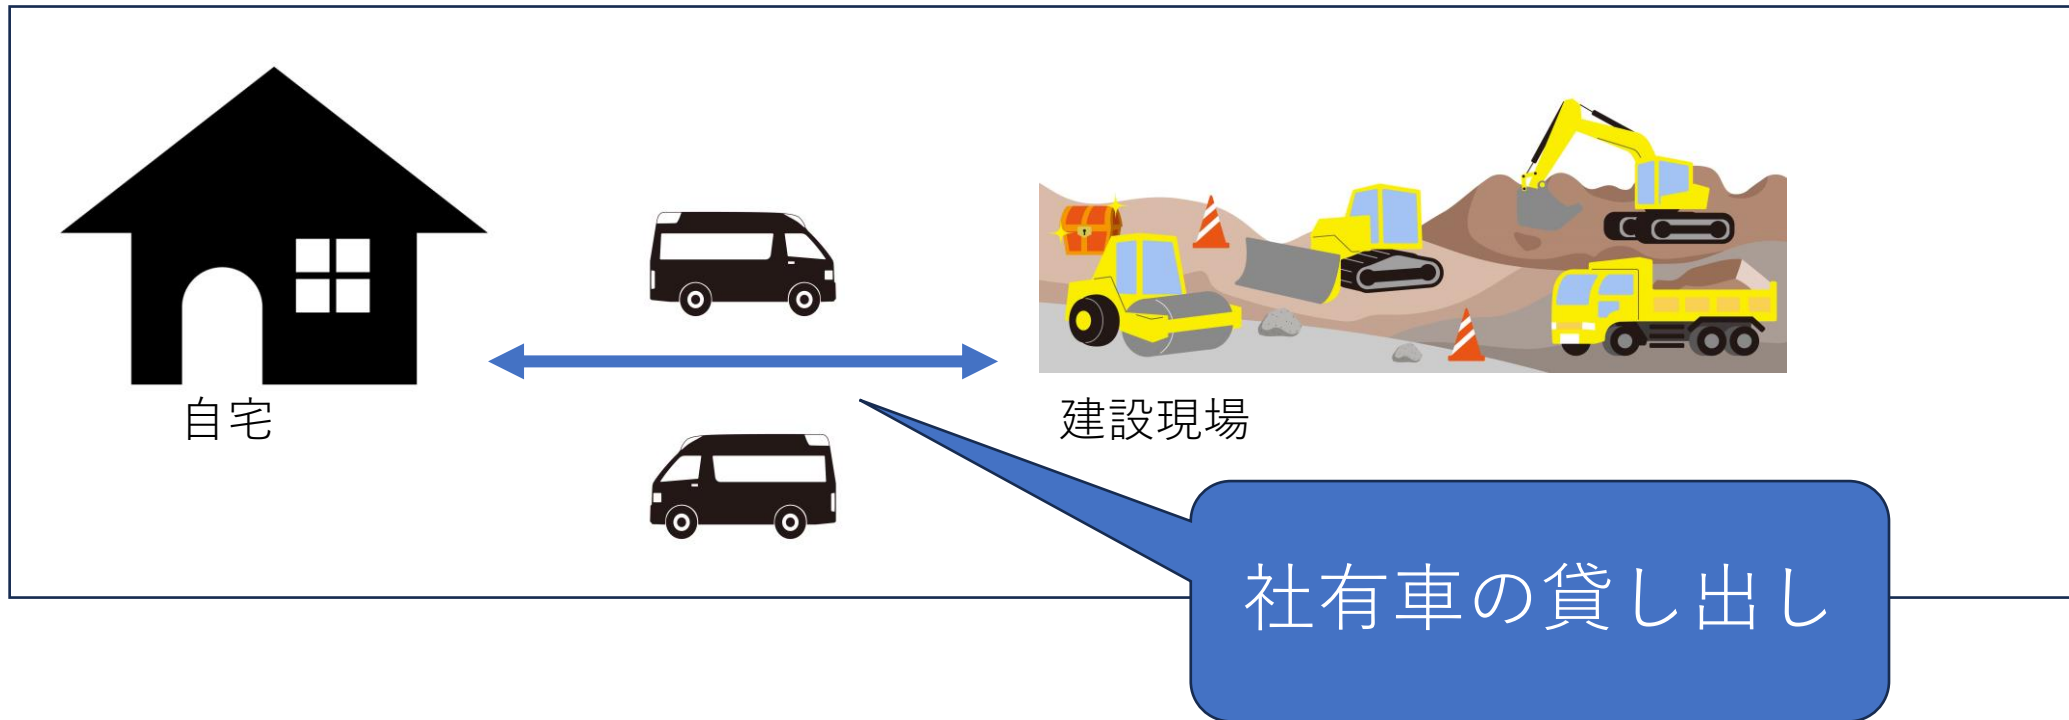 自宅
建設現場
社有車の貸し出し